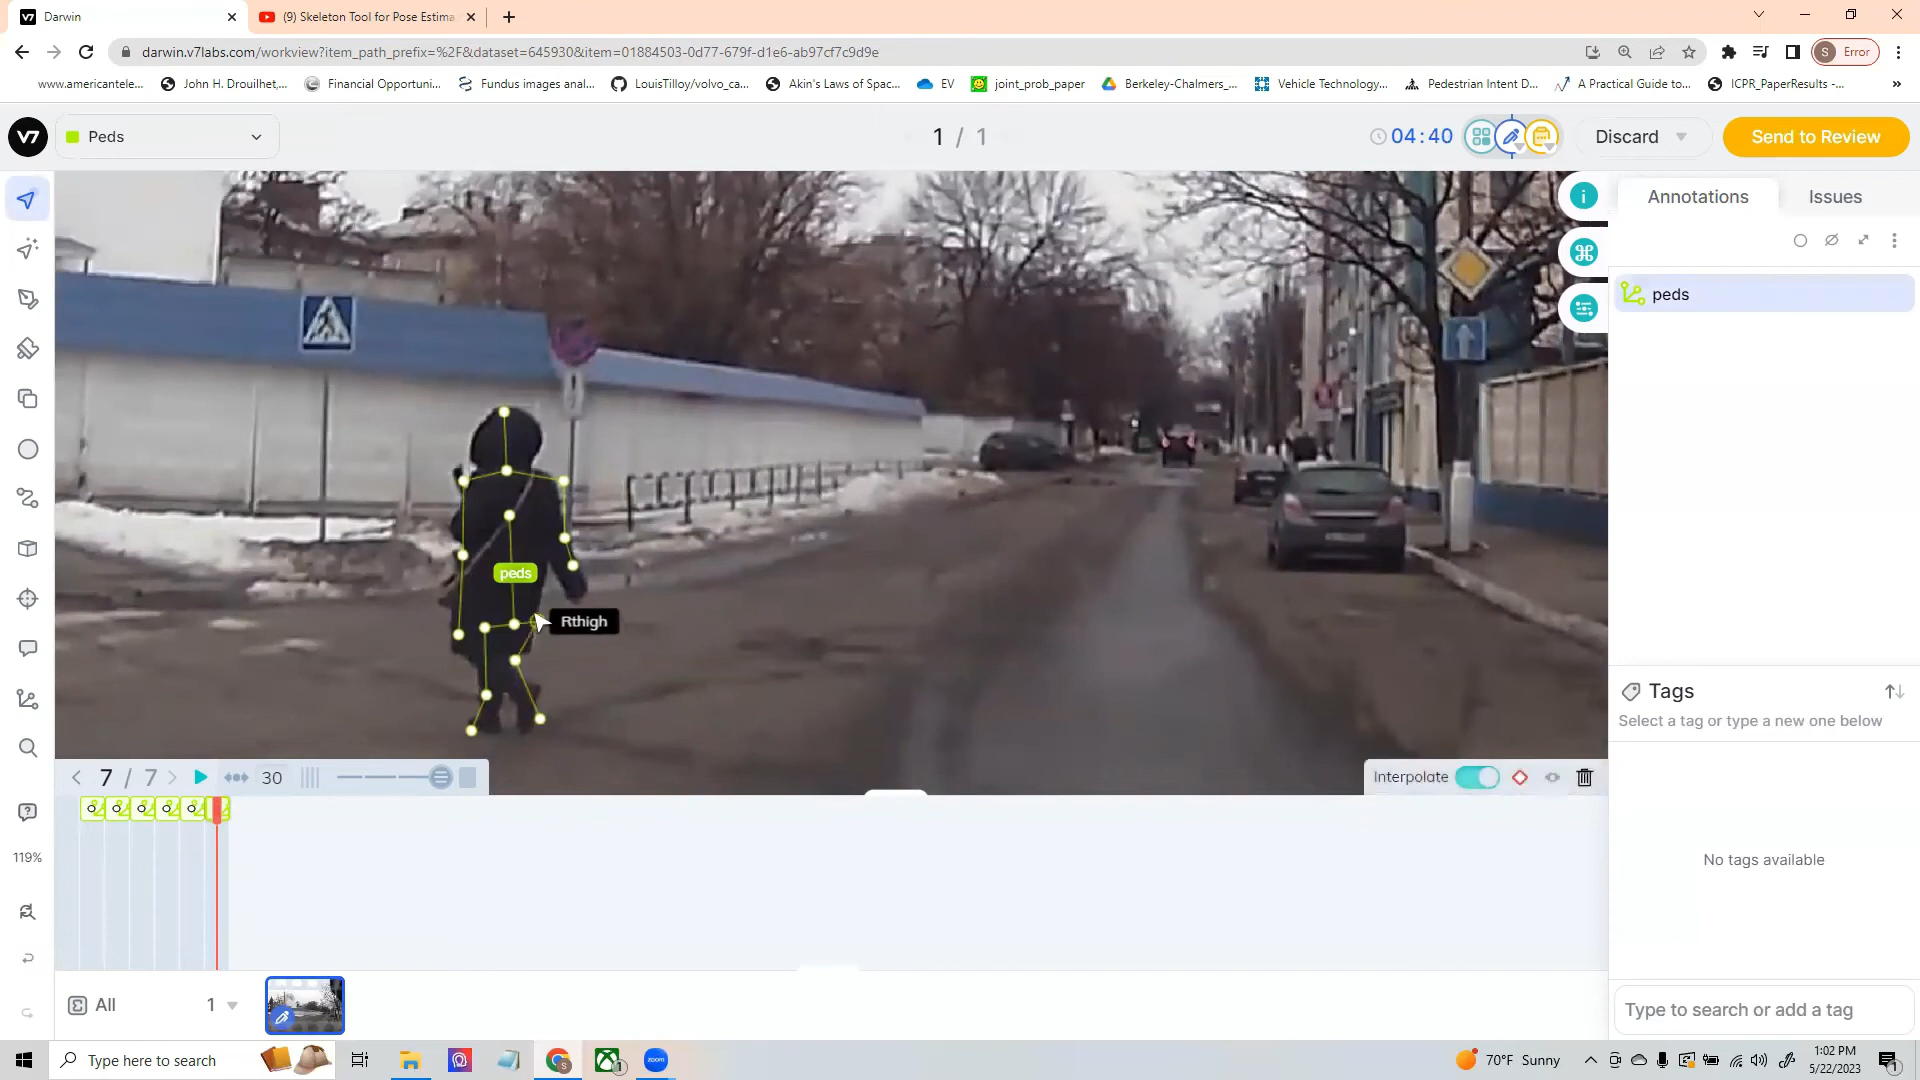 V7 Darwin
(9) Skeleton Tool for Pose Estima
darwin.v7labs.com/workview?item_path_prefix=%2F&dataset=645930&item=01884503-0d77-679f-d1e6-ab97cf7c9d9e
S Error
www.americantele...
John H. Drouilhet,...
Financial Opportuni...
Fundus images anal...
LouisTilloy/volvo_ca...
Akin's Laws of Spac...
EV
joint_prob_paper
Berkeley-Chalmers_...
Vehicle Technology...
Pedestrian Intent D...
A Practical Guide to...
ICPR_PaperResults -...
»
V7
Peds
1 / 1
04:40
Discard
Send to Review
Annotations
Issues
peds
peds
Rthigh
Tags
Select a tag or type a new one below
No tags available
Type to search or add a tag
7 / 7
30
Interpolate
119%
All
1
Type here to search
zoom
1
70°F Sunny
1:02 PM
5/22/2023
1